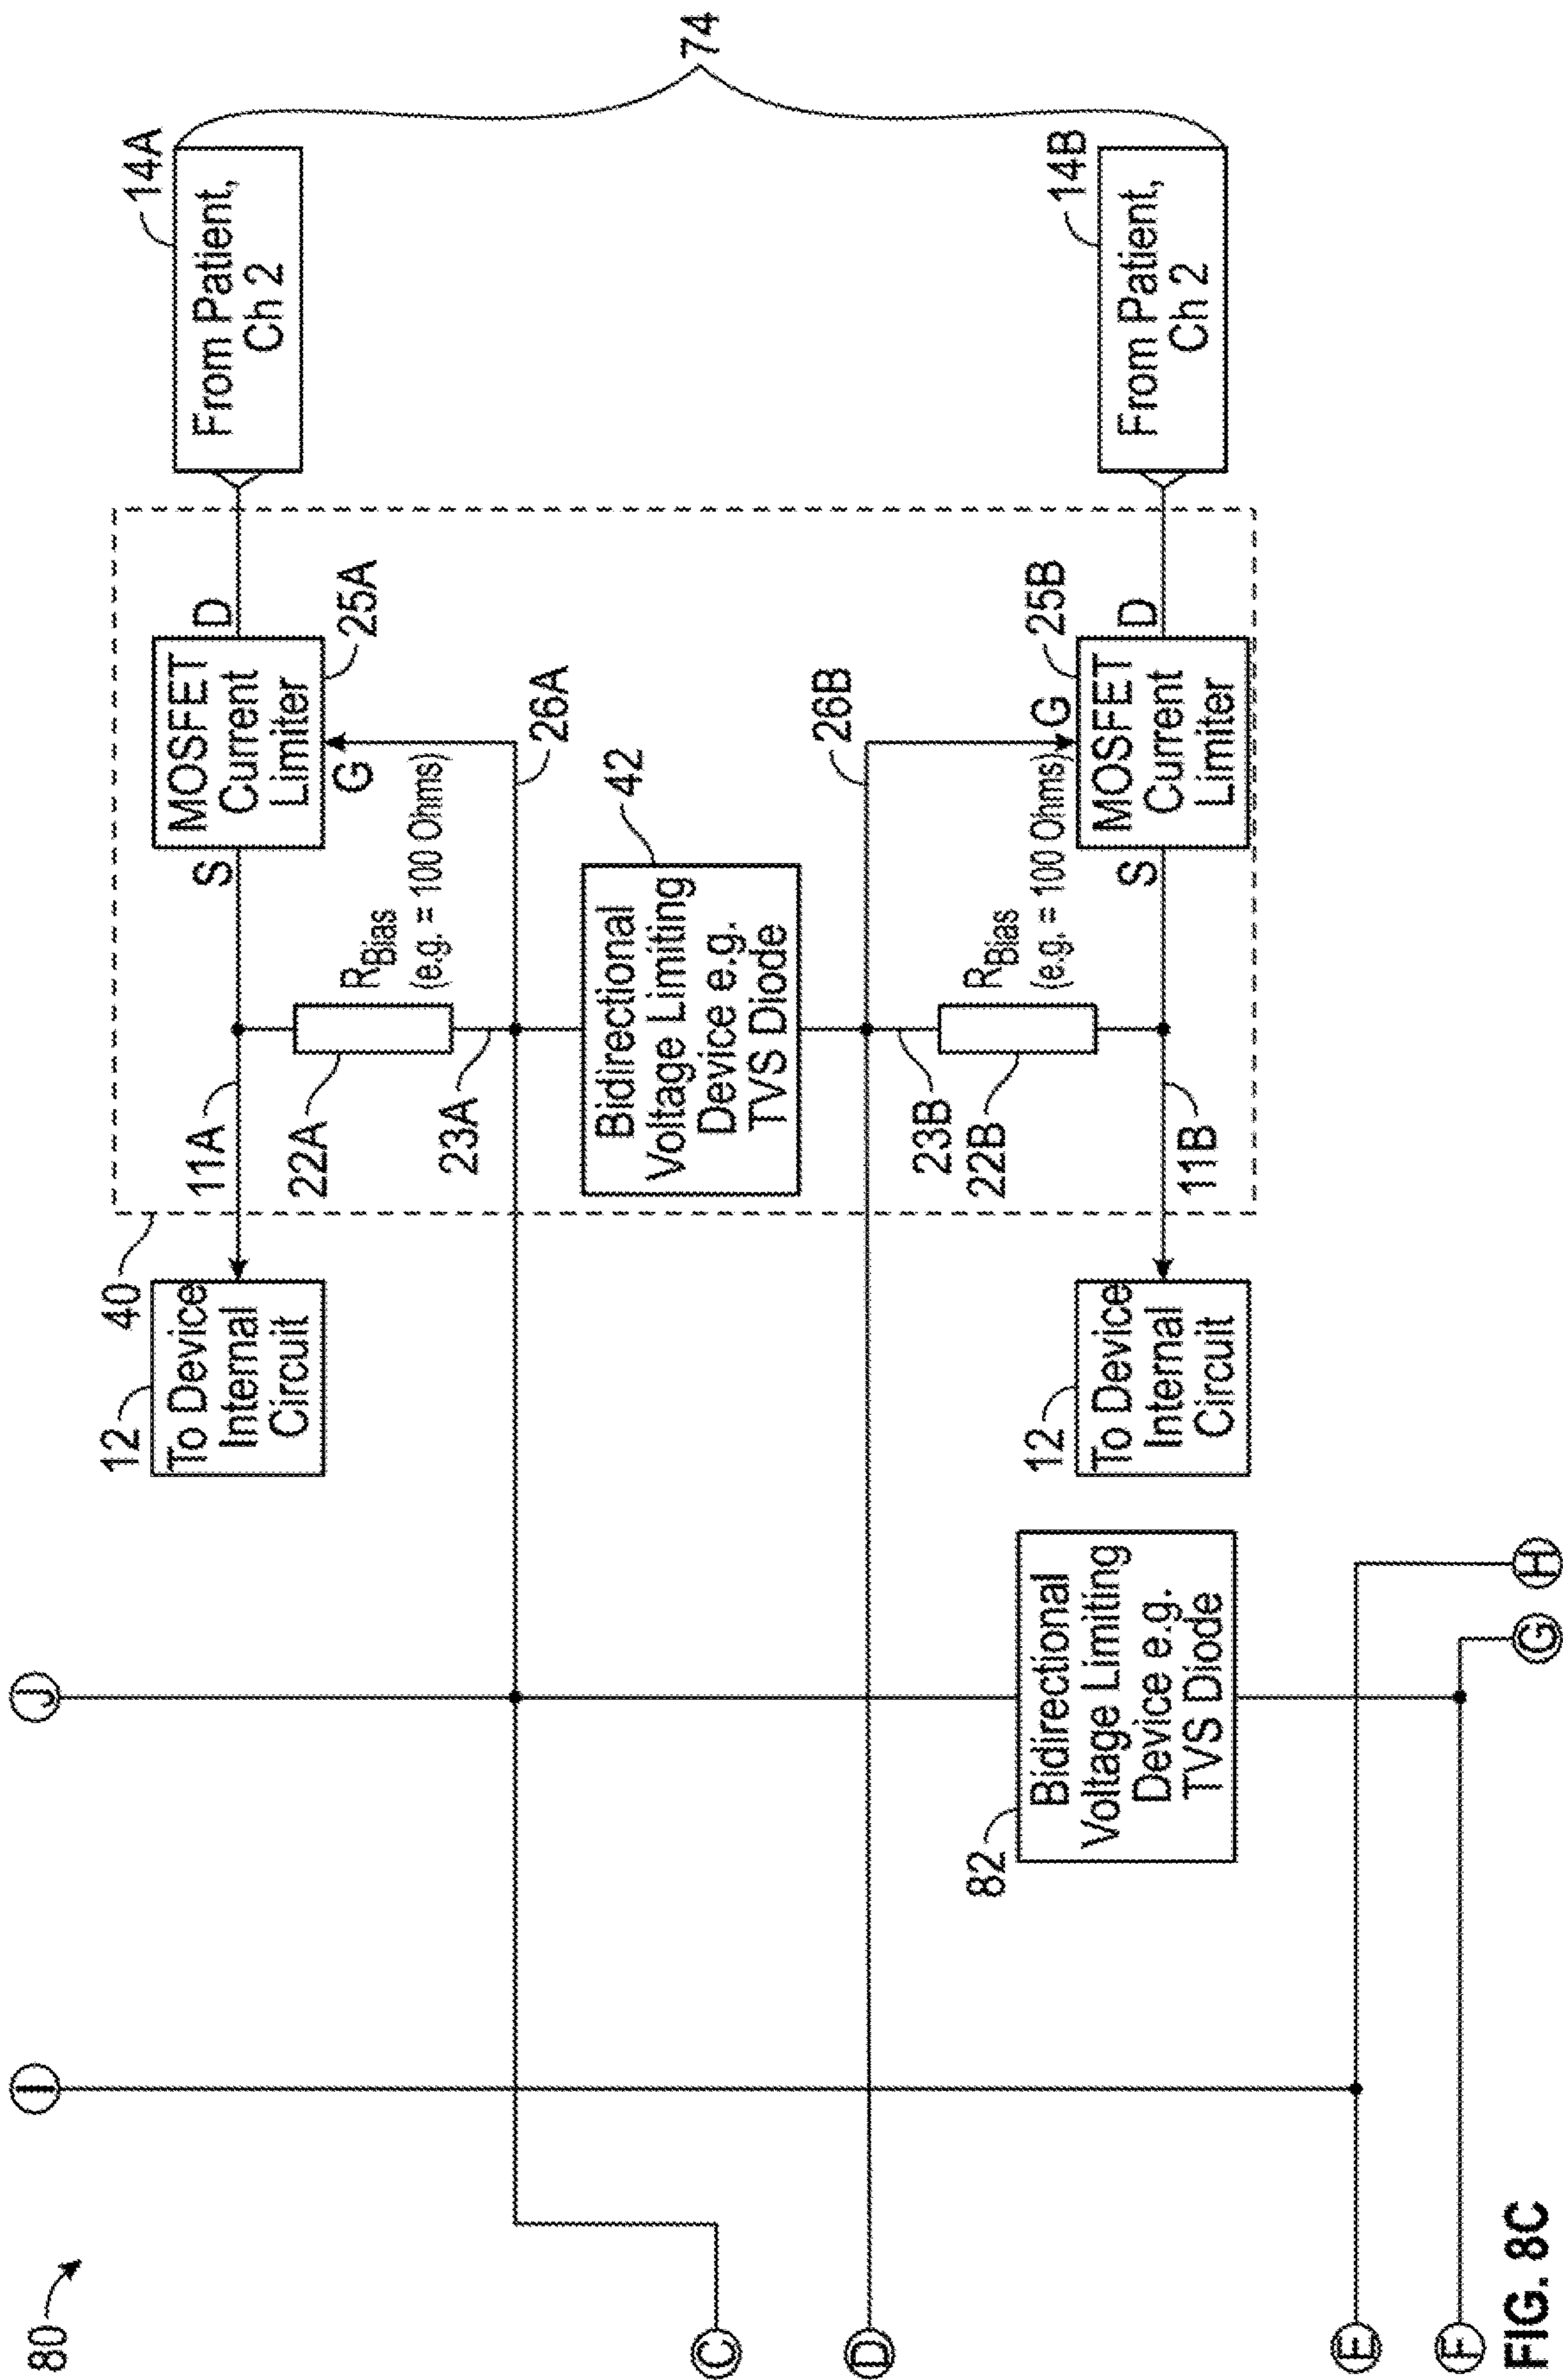 80
I
J
40
12
To Device
Internal
Circuit
11A
S
MOSFET
Current
Limiter
D
25A
G
14A
From Patient,
Ch 2
74
22A
R_Bias
(e.g. = 100 Ohms)
23A
26A
42
Bidirectional
Voltage Limiting
Device e.g.
TVS Diode
26B
23B
22B
R_Bias
(e.g. = 100 Ohms)
G
25B
MOSFET
Current
Limiter
S
D
14B
From Patient,
Ch 2
11B
12
To Device
Internal
Circuit
82
Bidirectional
Voltage Limiting
Device e.g.
TVS Diode
C
D
E
F
G
H
FIG. 8C